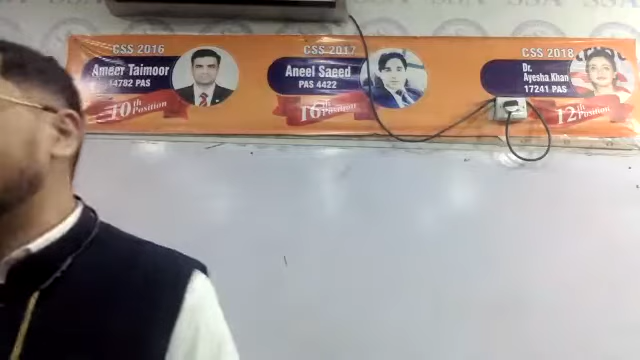 CSS 2016
Ameer Taimoor
14782 PAS
10th Position
CSS 2017
Aneel Saeed
PAS 4422
16th Position
CSS 2018
Dr.
Ayesha Khan
17241 PAS
12th Position